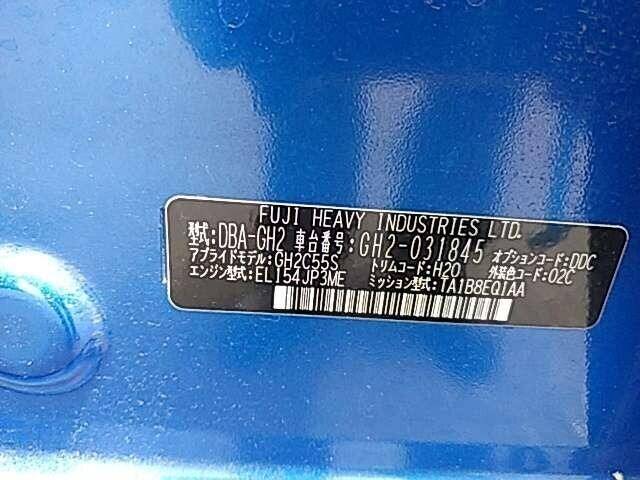 FUJI HEAVY INDUSTRIES LTD.
型式:DBA-GH2 車台番号:GH2-031845 オプションコード:DDC
アプライドモデル:GH2C55S トリムコード:H20 外装色コード:02C
エンジン型式:EL154JP3ME ミッション型式:TA1B8EQ1AA